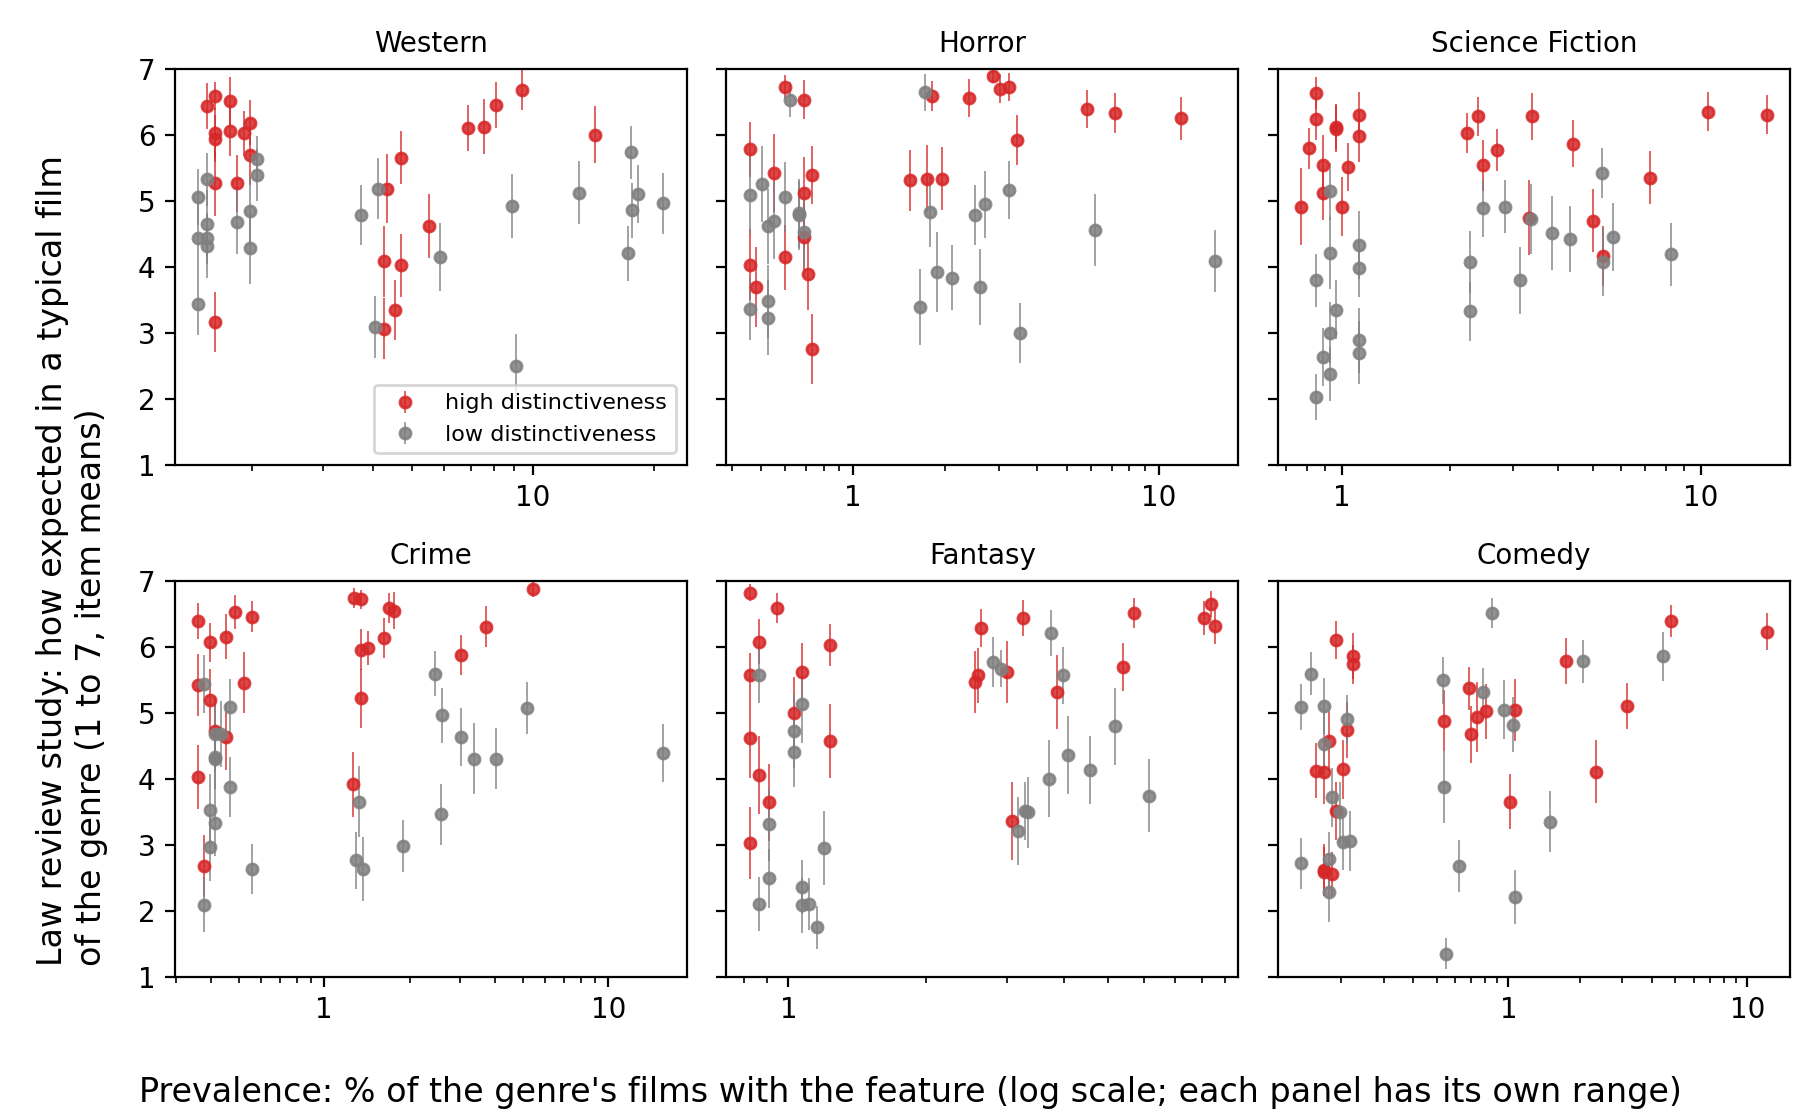 Western
Horror
Science Fiction
7
6
5
4
3
2
1
high distinctiveness
low distinctiveness
10
1
10
1
10
Crime
Fantasy
Comedy
7
6
5
4
3
2
1
1
10
1
1
10
Law review study: how expected in a typical film
of the genre (1 to 7, item means)
Prevalence: % of the genre's films with the feature (log scale; each panel has its own range)